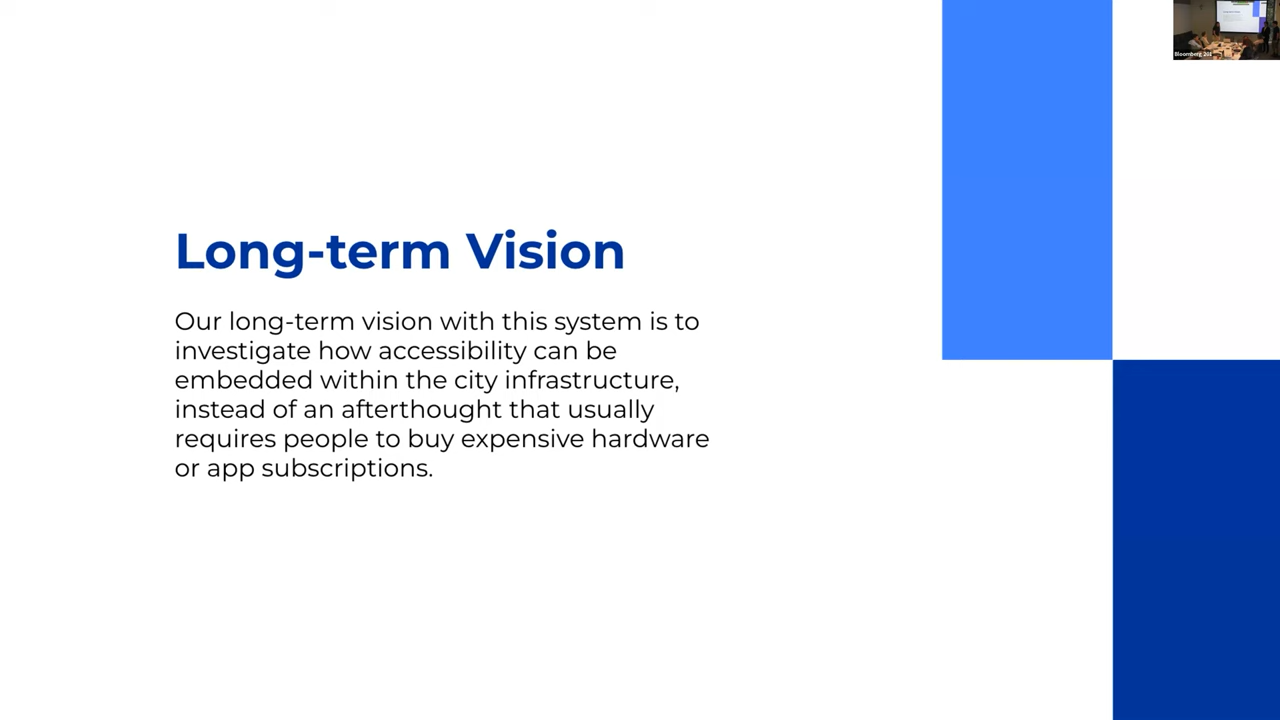 Long-term Vision
Our long-term vision with this system is to
investigate how accessibility can be
embedded within the city infrastructure,
instead of an afterthought that usually
requires people to buy expensive hardware
or app subscriptions.